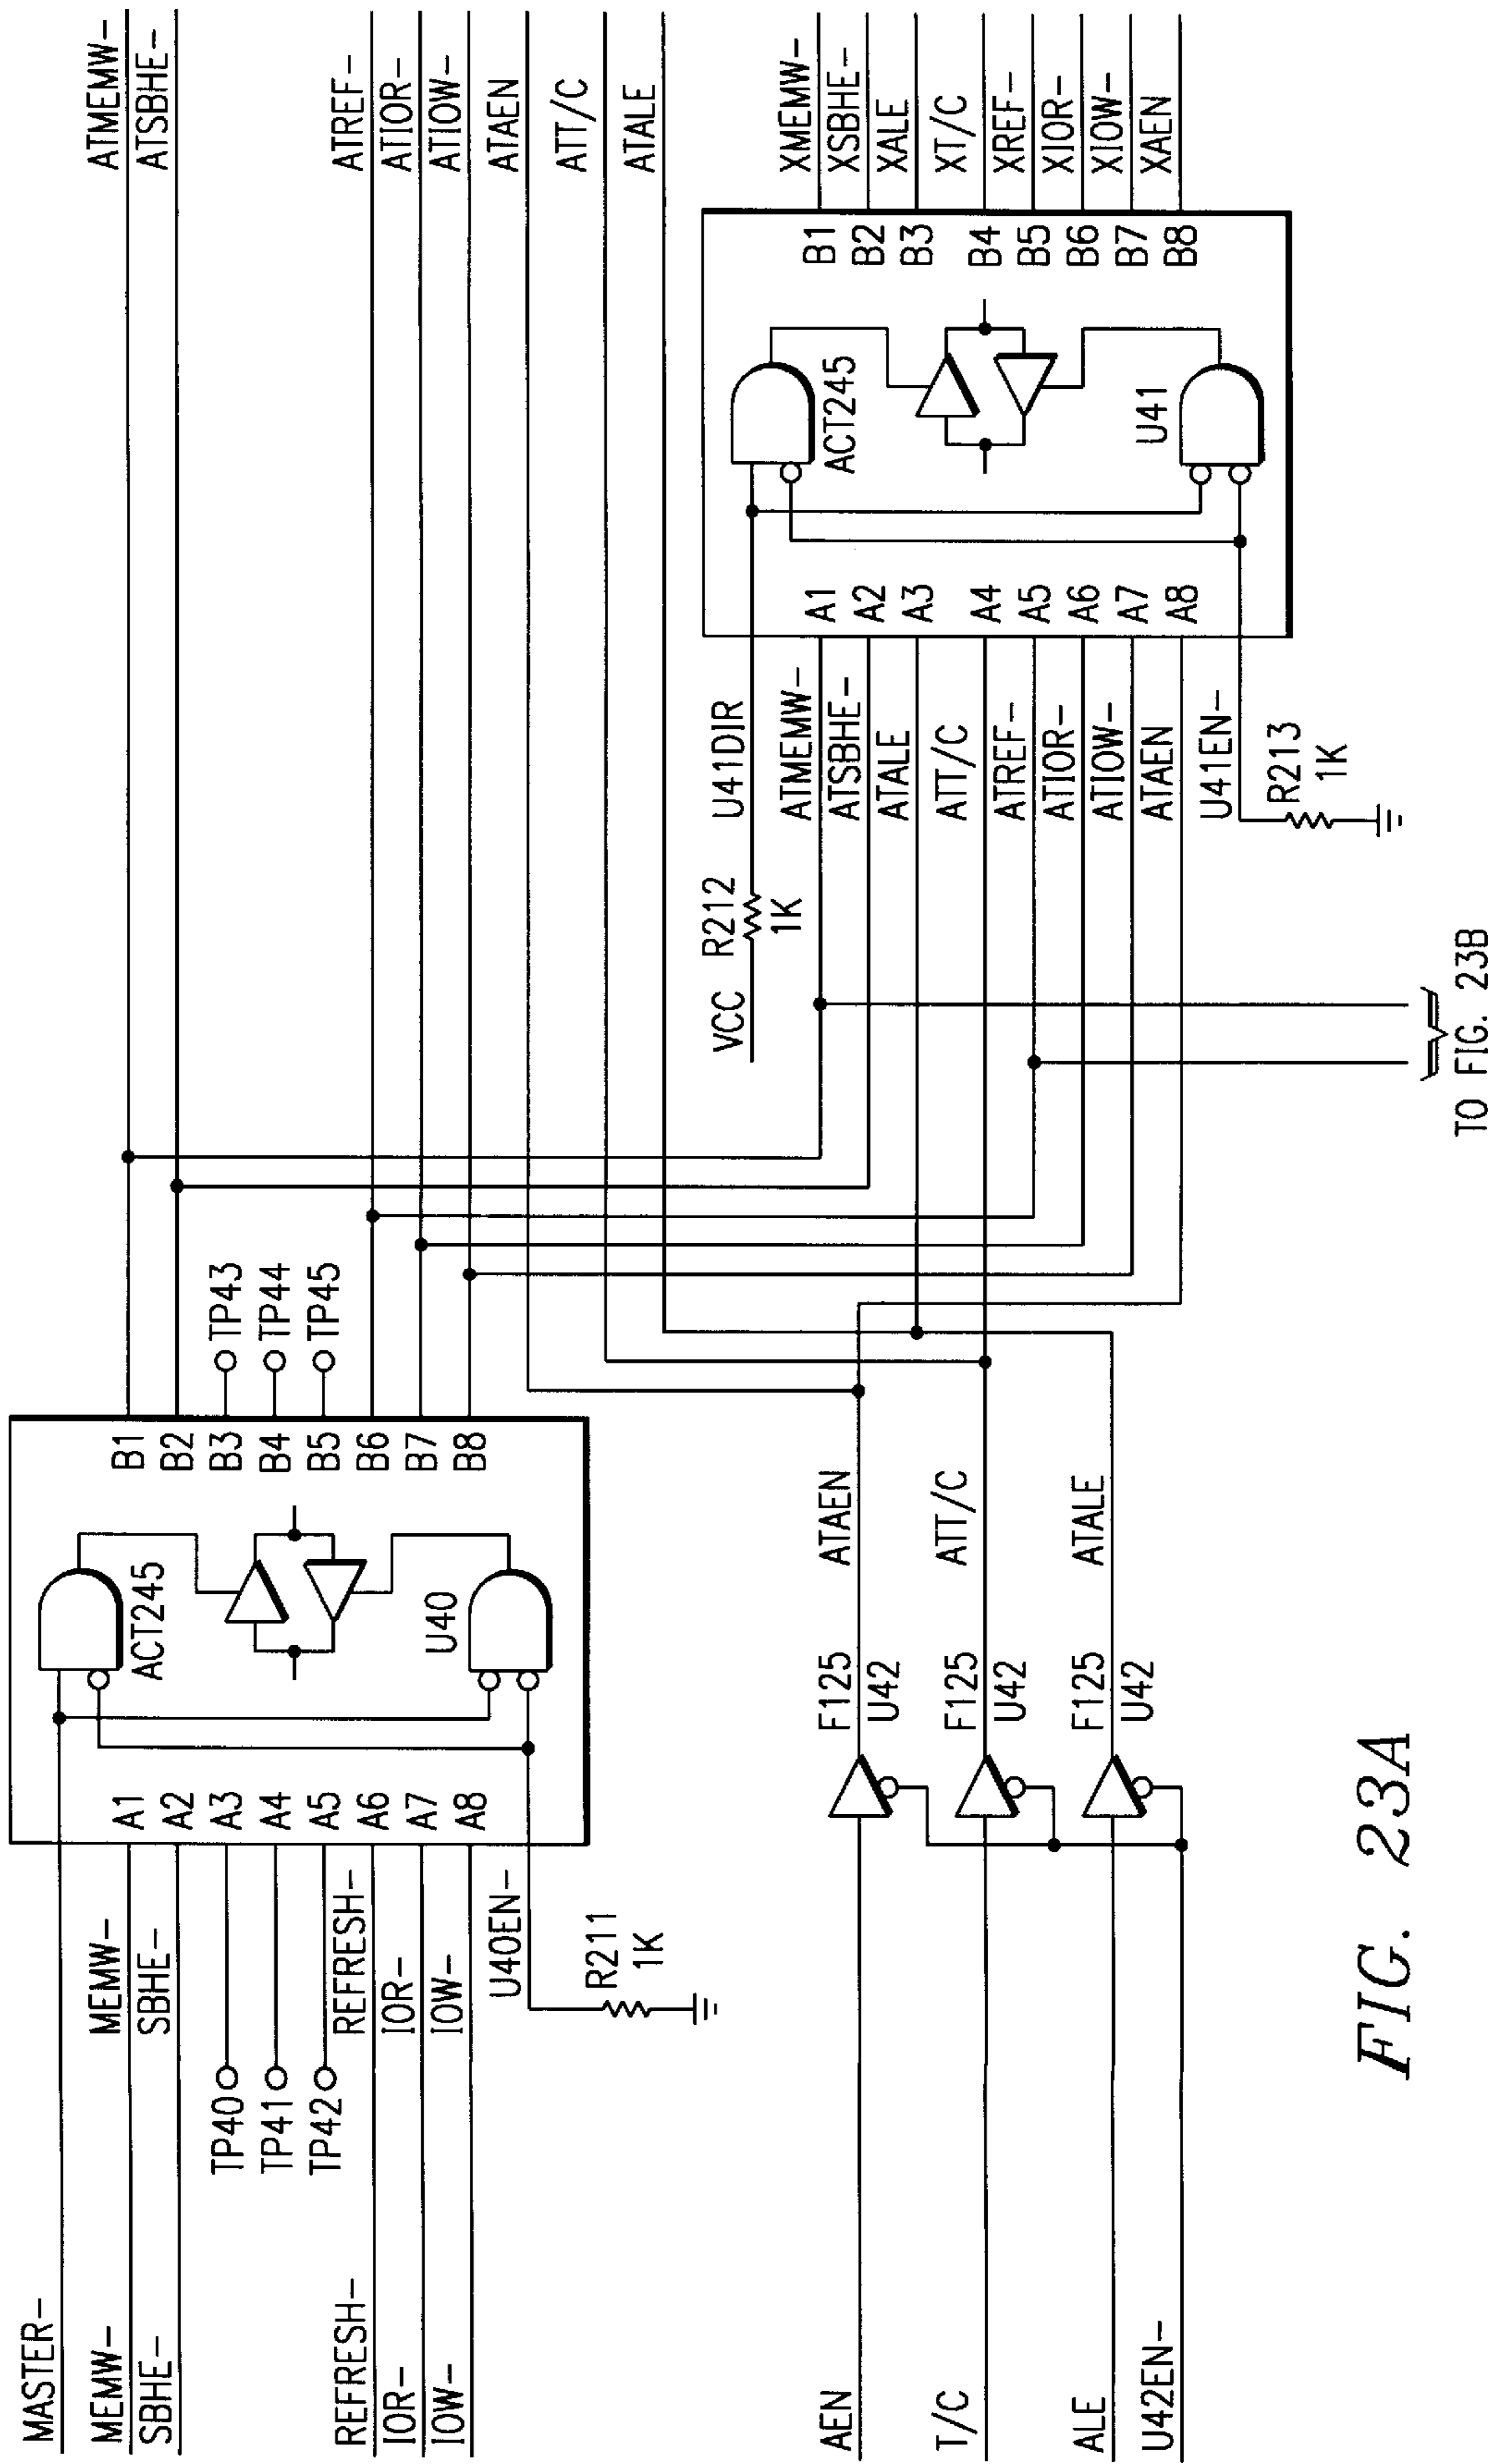 MASTER-
MEMW-
SBHE-
REFRESH-
IOR-
IOW-
MEMW-
SBHE-
TP40
TP41
TP42
REFRESH-
IOR-
IOW-
U40EN-
R211
1K
A1
A2
A3
A4
A5
A6
A7
A8
ACT245
U40
B1
B2
B3
B4
B5
B6
B7
B8
TP43
TP44
TP45
ATMEMW-
ATSBHE-
ATREF-
ATIOR-
ATIOW-
ATAEN
ATT/C
ATALE
AEN
T/C
ALE
U42EN-
F125
U42
F125
U42
F125
U42
ATAEN
ATT/C
ATALE
VCC
R212
1K
U41DIR
ATMEMW-
ATSBHE-
ATALE
ATT/C
ATREF-
ATIOR-
ATIOW-
ATAEN
U41EN-
R213
1K
A1
A2
A3
A4
A5
A6
A7
A8
ACT245
U41
B1
B2
B3
B4
B5
B6
B7
B8
XMEMW-
XSBHE-
XALE
XT/C
XREF-
XIOR-
XIOW-
XAEN
TO FIG. 23B
FIG. 23A